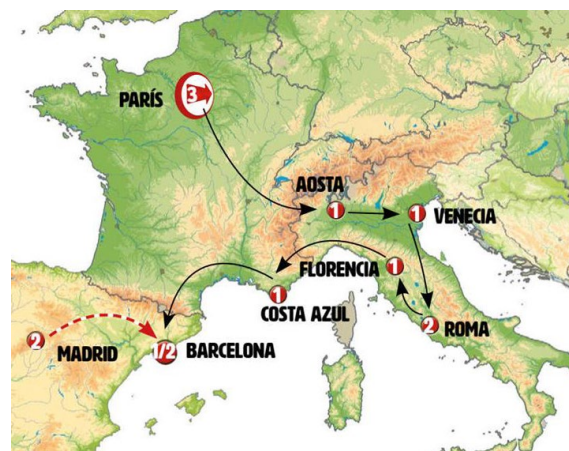 PARÍS
3
AOSTA
1
1
VENECIA
FLORENCIA
1
1
COSTA AZUL
2
ROMA
2
MADRID
1/2
BARCELONA